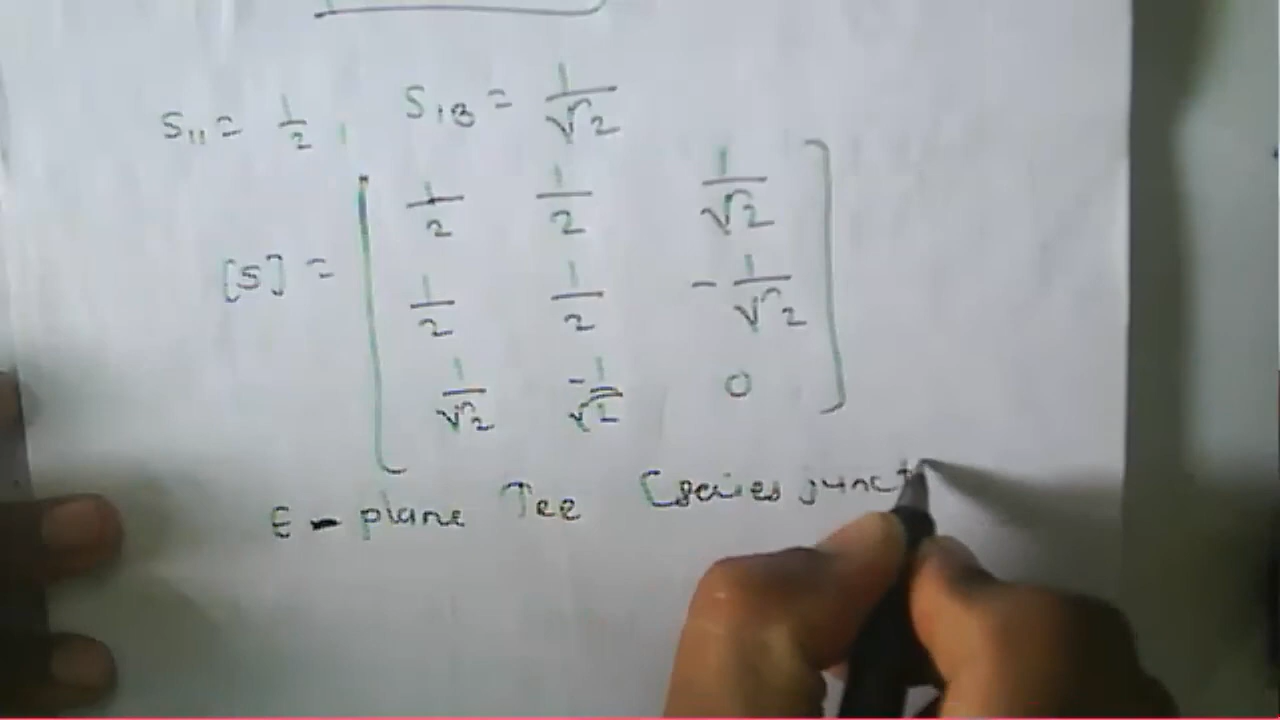 S₁₁ = 1/2, S₁₃ = 1/√2
[S] = [ 1/2 1/2 1/√2
1/2 1/2 -1/√2
1/√2 -1/√2 0 ]
E - plane Tee [series junct